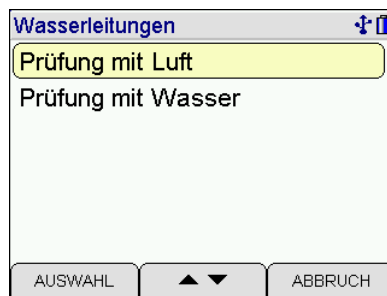 Wasserleitungen
Prüfung mit Luft
Prüfung mit Wasser
AUSWAHL ▲ ▼ ABBRUCH